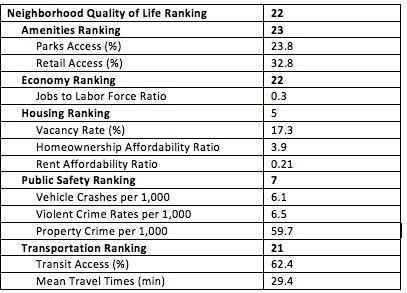 Neighborhood Quality of Life Ranking 22
Amenities Ranking 23
Parks Access (%) 23.8
Retail Access (%) 32.8
Economy Ranking 22
Jobs to Labor Force Ratio 0.3
Housing Ranking 5
Vacancy Rate (%) 17.3
Homeownership Affordability Ratio 3.9
Rent Affordability Ratio 0.21
Public Safety Ranking 7
Vehicle Crashes per 1,000 6.1
Violent Crime Rates per 1,000 6.5
Property Crime per 1,000 59.7
Transportation Ranking 21
Transit Access (%) 62.4
Mean Travel Times (min) 29.4